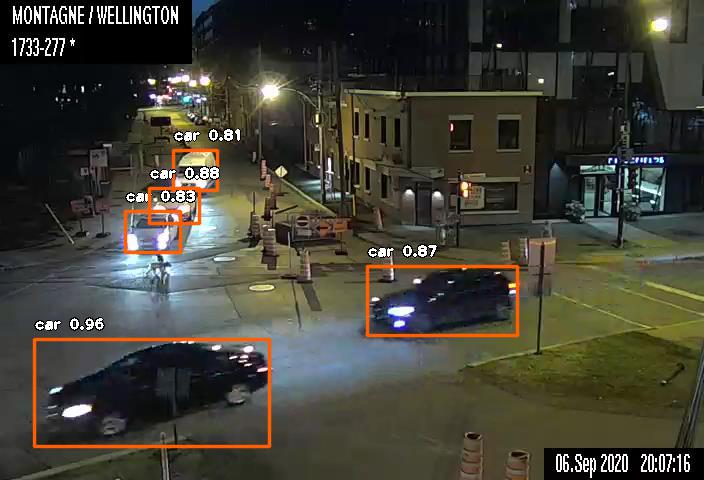 MONTAGNE / WELLINGTON
1733-277 *
car 0.81
car 0.88
car 0.83
car 0.87
car 0.96
06.Sep 2020 20:07:16